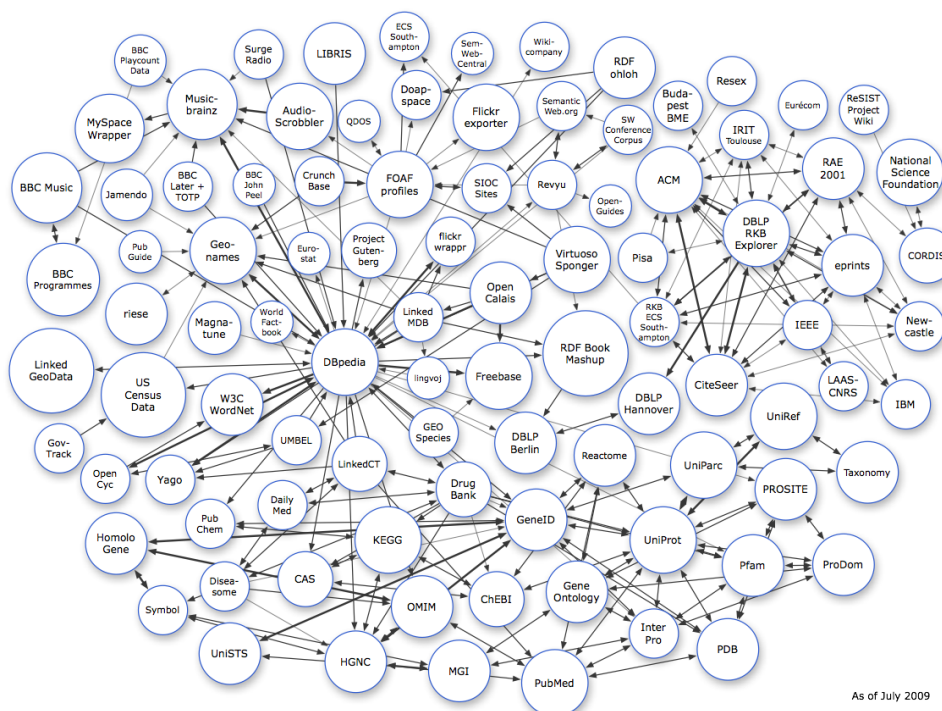 ECS
South-
ampton
BBC
Playcount
Data
Surge
Radio
LIBRIS
Sem-
Web-
Central
Wiki-
company
RDF
ohloh
Resex
Music-
brainz
Doap-
space
Semantic
Web.org
Buda-
pest
BME
Eurécom
ReSIST
Project
Wiki
MySpace
Wrapper
Audio-
Scrobbler
QDOS
Flickr
exporter
SW
Conference
Corpus
IRIT
Toulouse
RAE
2001
National
Science
Foundation
BBC Music
Jamendo
BBC
Later +
TOTP
BBC
John
Peel
Crunch
Base
FOAF
profiles
SIOC
Sites
Revyu
Open-
Guides
ACM
DBLP
RKB
Explorer
Pub
Guide
Geo-
names
Euro-
stat
Project
Guten-
berg
flickr
wrappr
Virtuoso
Sponger
Pisa
eprints
CORDIS
BBC
Programmes
riese
Magna-
tune
World
Fact-
book
Linked
MDB
Open
Calais
RKB
ECS
South-
ampton
IEEE
New-
castle
Linked
GeoData
US
Census
Data
W3C
WordNet
DBpedia
lingvoj
Freebase
RDF Book
Mashup
DBLP
Hannover
CiteSeer
LAAS-
CNRS
IBM
Gov-
Track
Open
Cyc
Yago
UMBEL
LinkedCT
GEO
Species
DBLP
Berlin
Reactome
UniParc
UniRef
Taxonomy
Homolo
Gene
Pub
Chem
Daily
Med
KEGG
Drug
Bank
GeneID
UniProt
PROSITE
Pfam
ProDom
Symbol
Disea-
some
CAS
OMIM
ChEBI
Gene
Ontology
Inter
Pro
PDB
UniSTS
HGNC
MGI
PubMed
As of July 2009